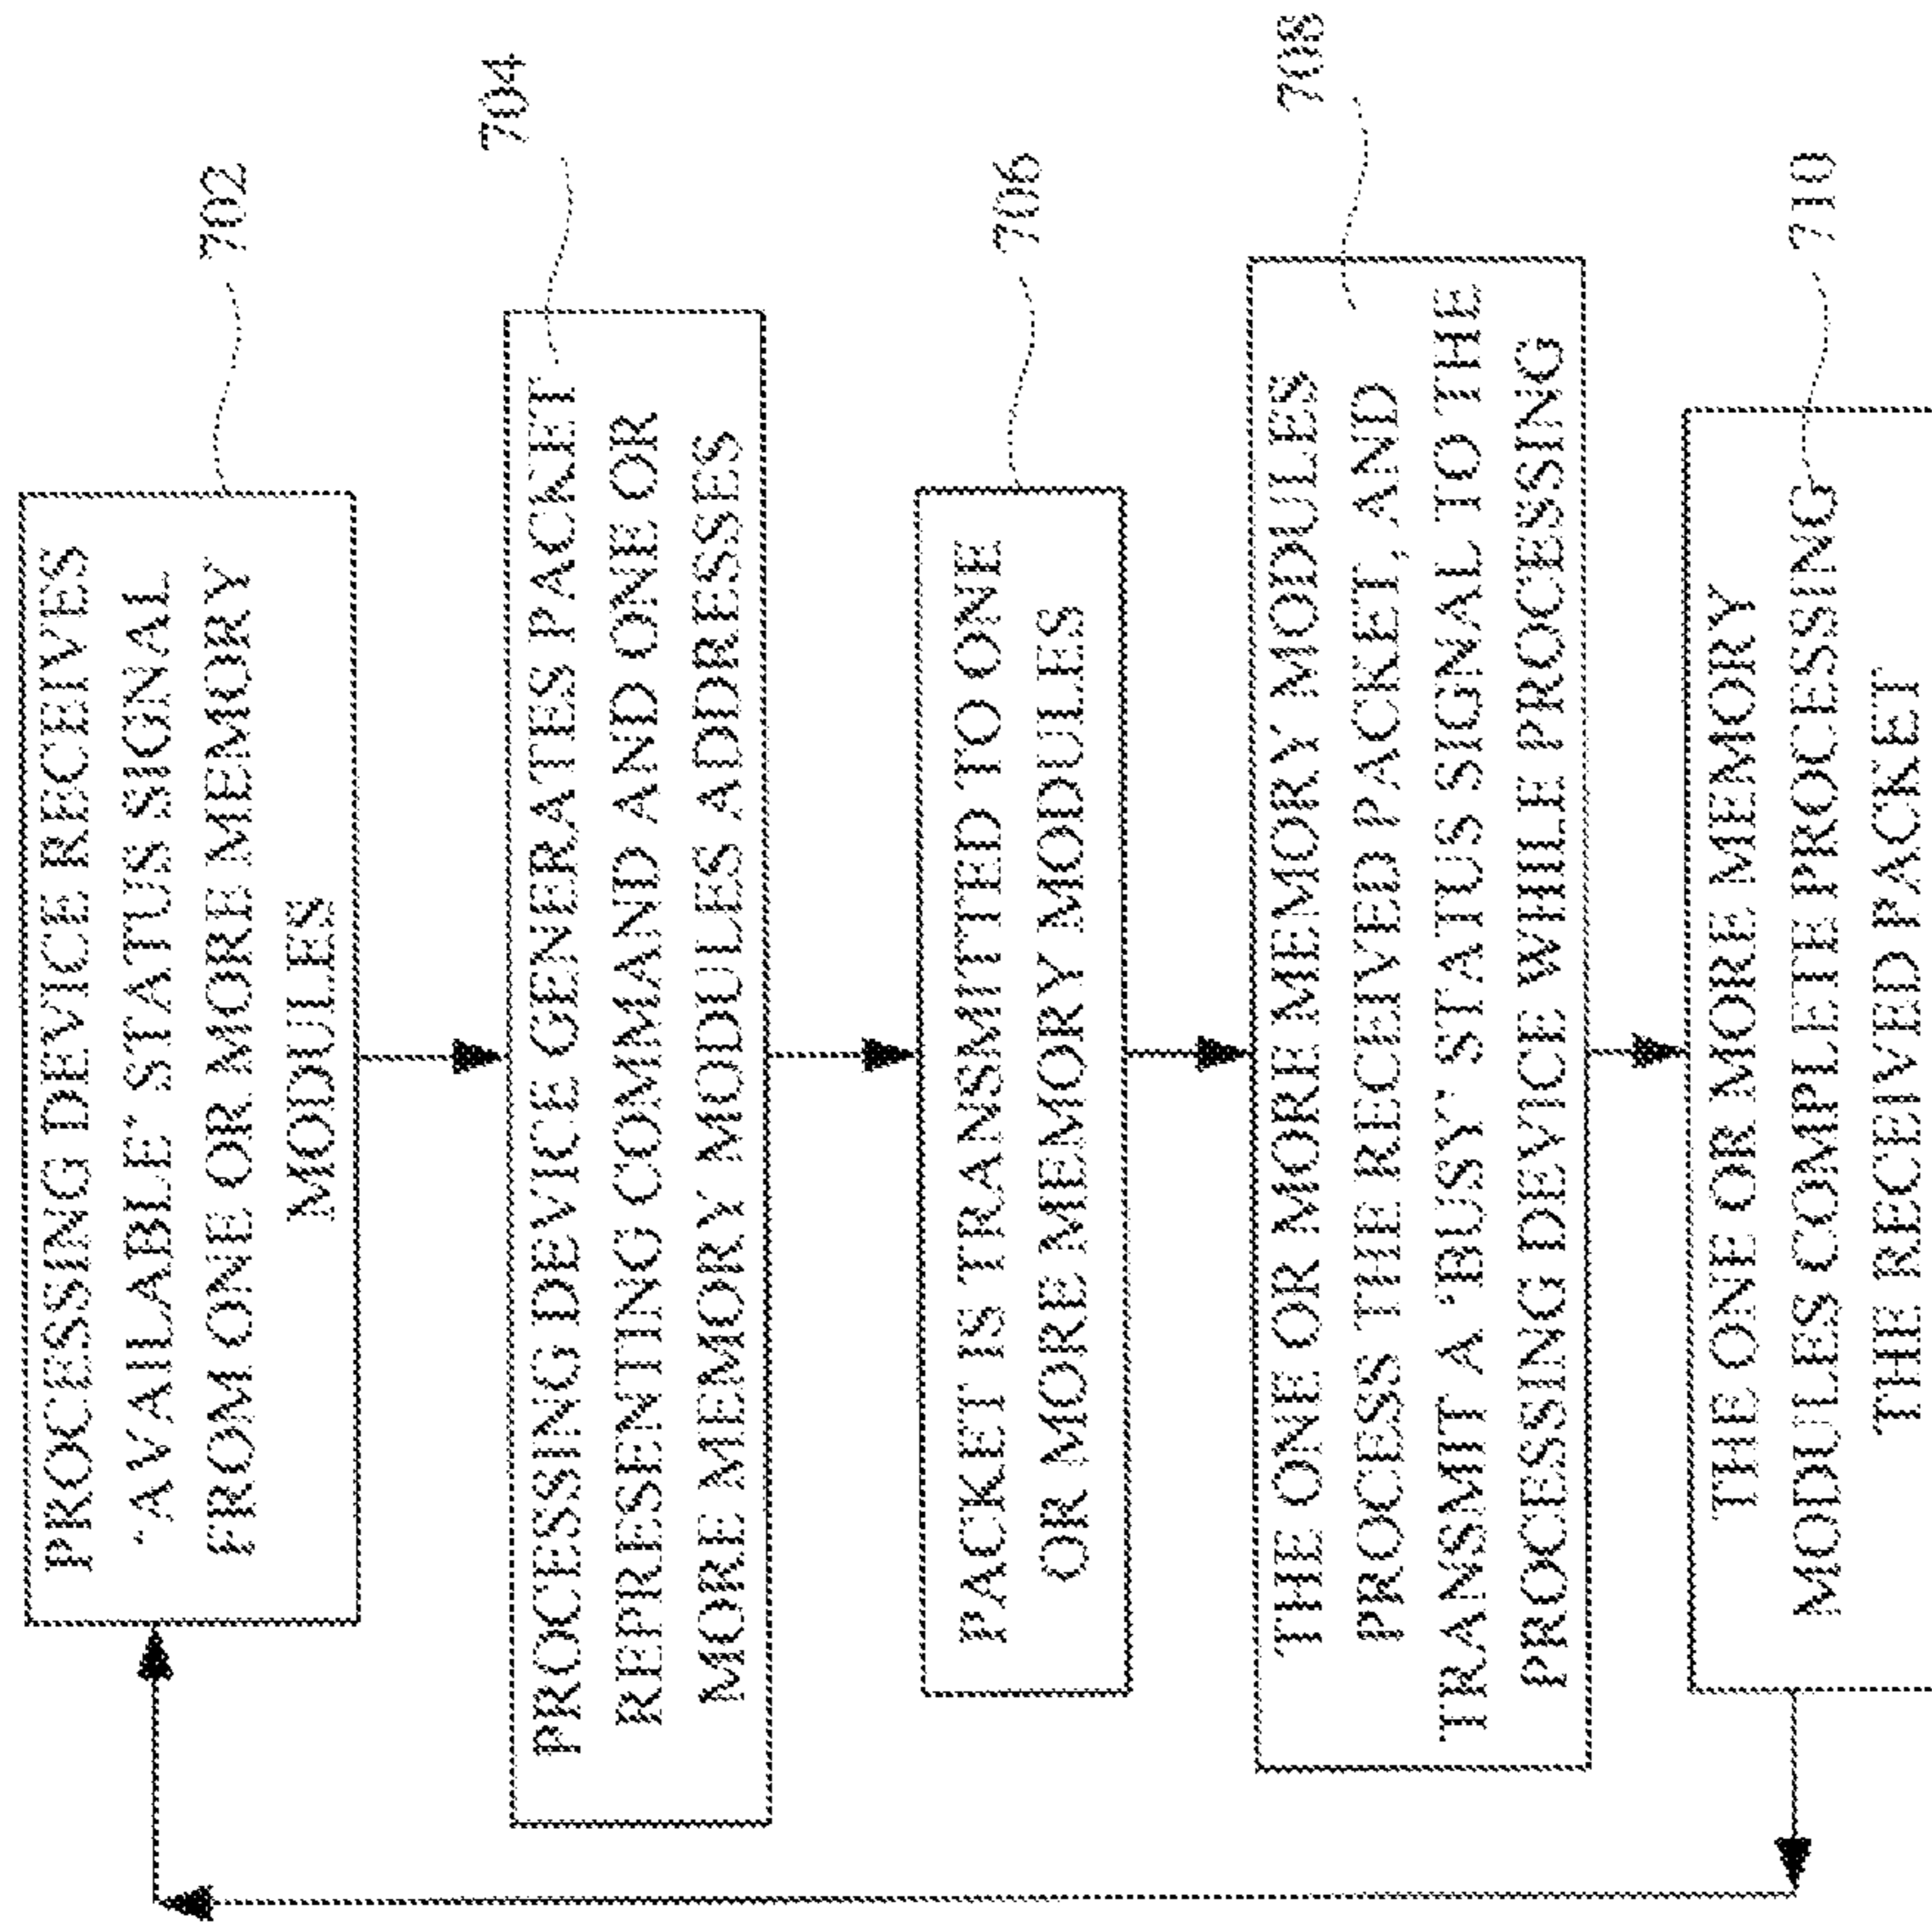 PROCESSING DEVICE RECEIVES
'AVAILABLE' STATUS SIGNAL
FROM ONE OR MORE MEMORY
MODULES
702
PROCESSING DEVICE GENERATES PACKET
REPRESENTING COMMAND AND ONE OR
MORE MEMORY MODULES ADDRESSES
704
PACKET IS TRANSMITTED TO ONE
OR MORE MEMORY MODULES
706
THE ONE OR MORE MEMORY MODULES
PROCESS THE RECEIVED PACKET, AND
TRANSMIT A 'BUSY' STATUS SIGNAL TO THE
PROCESSING DEVICE WHILE PROCESSING
708
THE ONE OR MORE MEMORY
MODULES COMPLETE PROCESSING
THE RECEIVED PACKET
710